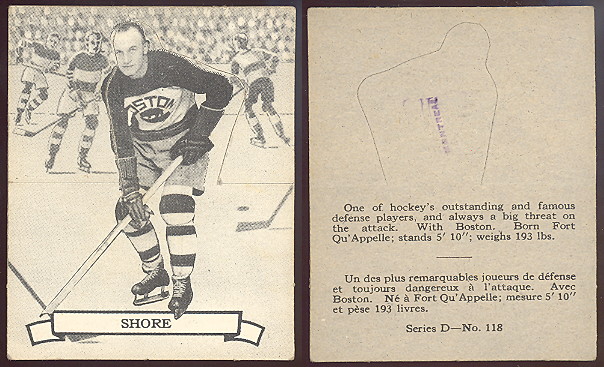 OSTON
SHORE
MONTREAL
One of hockey's outstanding and famous
defense players, and always a big threat on
the attack. With Boston. Born Fort
Qu'Appelle; stands 5' 10"; weighs 193 lbs.
Un des plus remarquables joueurs de défense
et toujours dangereux à l'attaque. Avec
Boston. Né à Fort Qu'Appelle; mesure 5' 10"
et pèse 193 livres.
Series D—No. 118